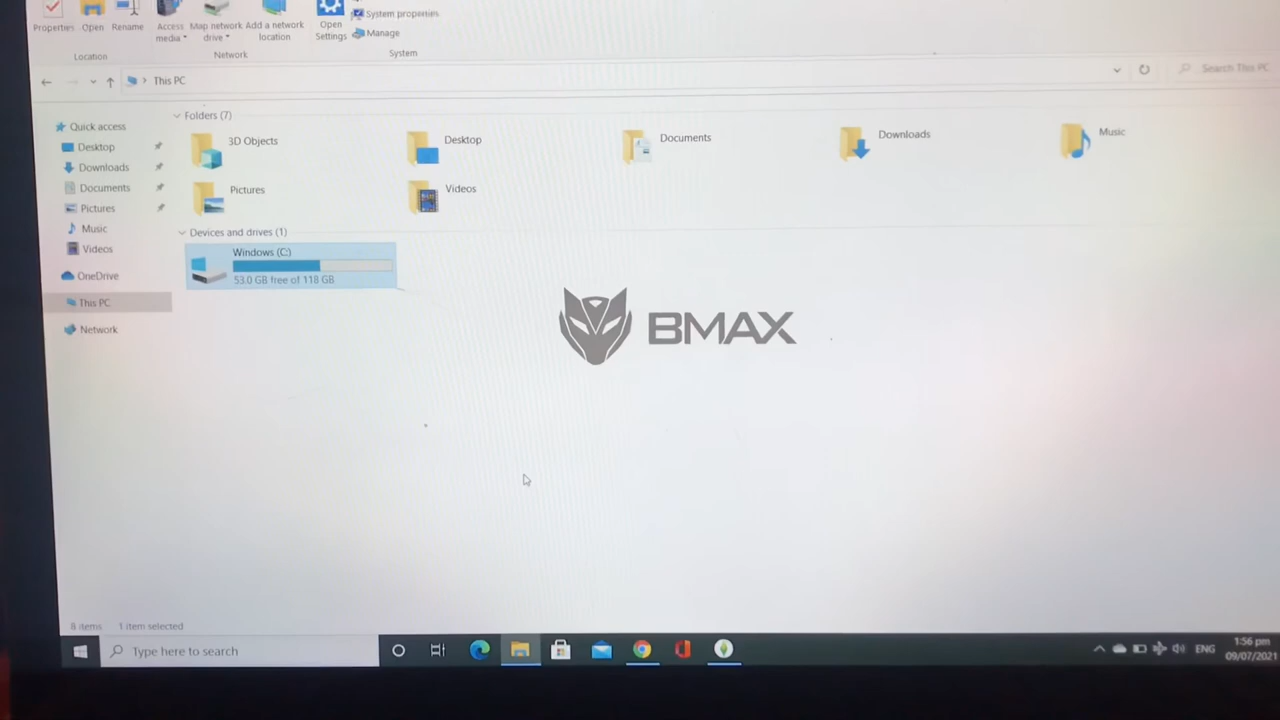 System properties
Properties
Open
Rename
Access
media
Map network
drive
Add a network
location
Open
Settings
Manage
Location
Network
System
This PC
Search This PC
Quick access
Desktop
Downloads
Documents
Pictures
Music
Videos
OneDrive
This PC
Network
Folders (7)
3D Objects
Desktop
Documents
Downloads
Music
Pictures
Videos
Devices and drives (1)
Windows (C:)
53.0 GB free of 118 GB
BMAX
8 items
1 item selected
Type here to search
ENG
1:56 pm
09/07/2021